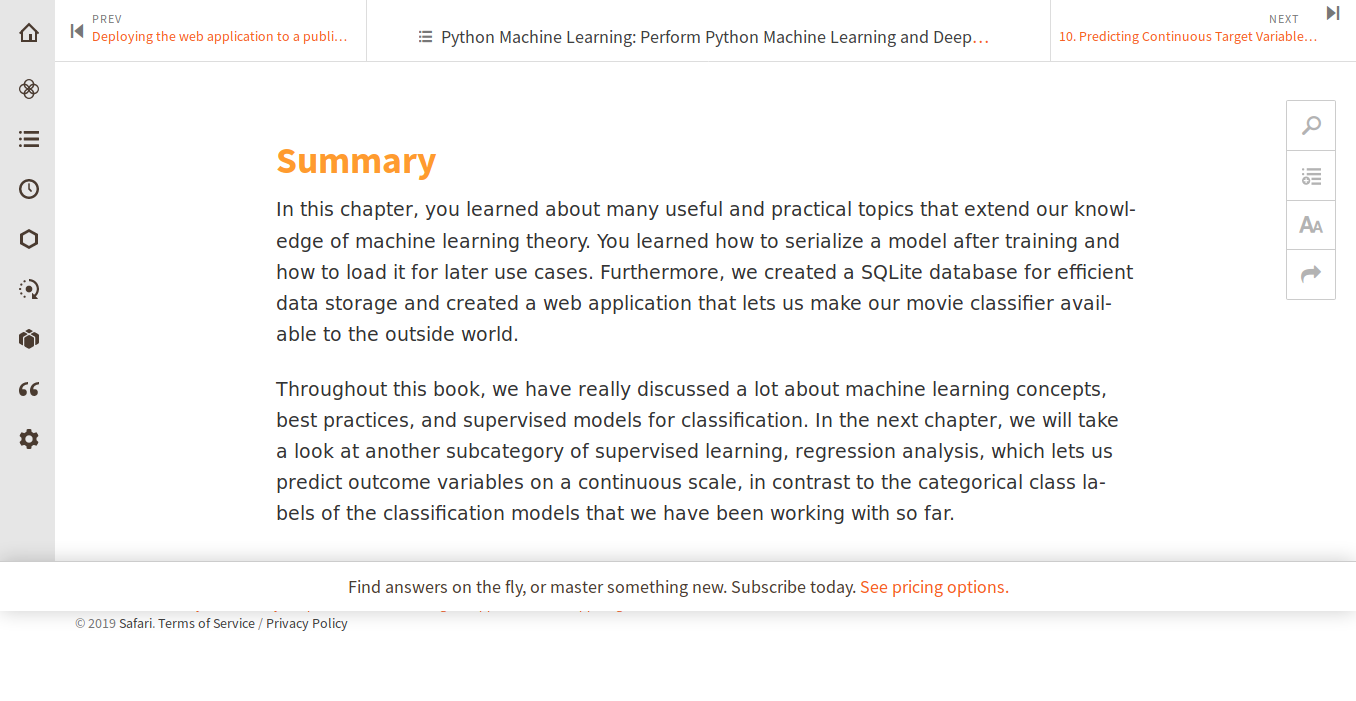 PREV
Deploying the web application to a publi…
Python Machine Learning: Perform Python Machine Learning and Deep…
NEXT
10. Predicting Continuous Target Variable…
Summary
In this chapter, you learned about many useful and practical topics that extend our knowl-
edge of machine learning theory. You learned how to serialize a model after training and
how to load it for later use cases. Furthermore, we created a SQLite database for efficient
data storage and created a web application that lets us make our movie classifier avail-
able to the outside world.
Throughout this book, we have really discussed a lot about machine learning concepts,
best practices, and supervised models for classification. In the next chapter, we will take
a look at another subcategory of supervised learning, regression analysis, which lets us
predict outcome variables on a continuous scale, in contrast to the categorical class la-
bels of the classification models that we have been working with so far.
AA
Find answers on the fly, or master something new. Subscribe today. See pricing options.
© 2019 Safari. Terms of Service / Privacy Policy